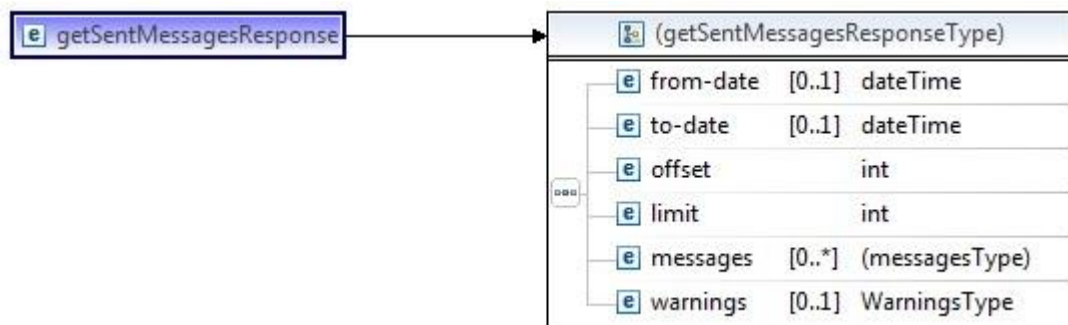 e getSentMessagesResponse
(getSentMessagesResponseType)
e from-date [0..1] dateTime
e to-date [0..1] dateTime
e offset int
e limit int
e messages [0..*] (messagesType)
e warnings [0..1] WarningsType